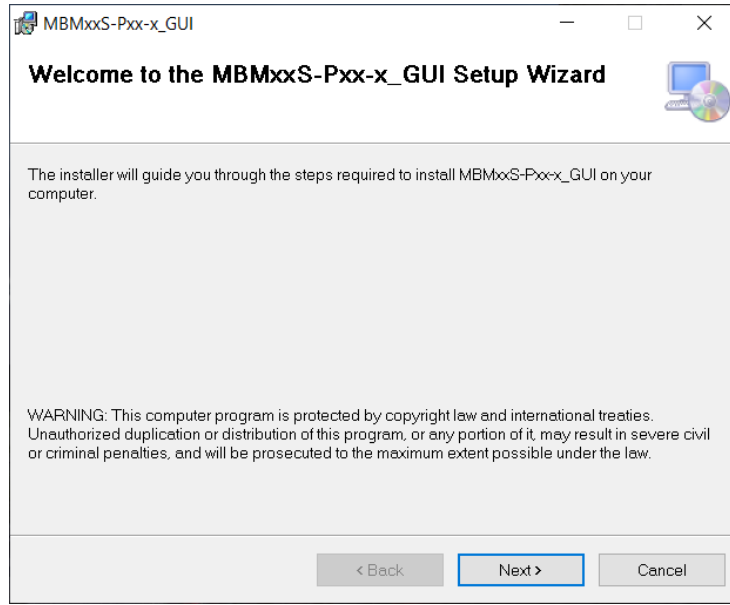 MBMxxS-Pxx-x_GUI
Welcome to the MBMxxS-Pxx-x_GUI Setup Wizard
The installer will guide you through the steps required to install MBMxxS-Pxx-x_GUI on your
computer.
WARNING: This computer program is protected by copyright law and international treaties.
Unauthorized duplication or distribution of this program, or any portion of it, may result in severe civil
or criminal penalties, and will be prosecuted to the maximum extent possible under the law.
< Back
Next >
Cancel